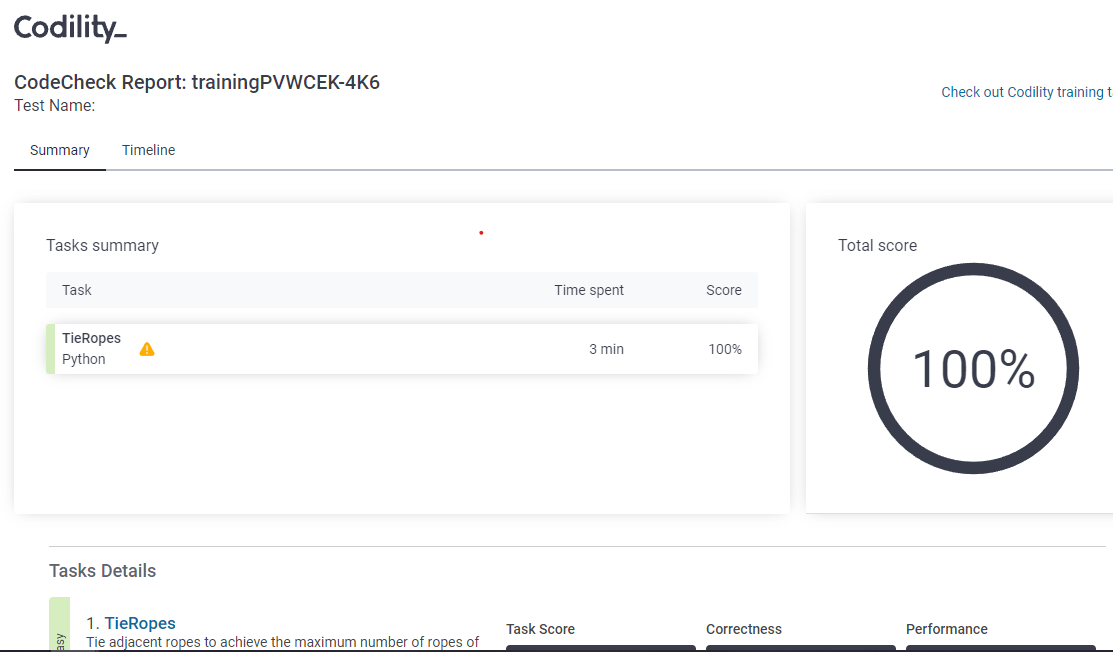 Codility_
CodeCheck Report: trainingPVWCEK-4K6
Test Name:
Check out Codility training t
Summary Timeline
Tasks summary
Task Time spent Score
TieRopes
Python
3 min 100%
Total score
100%
Tasks Details
1. TieRopes
Tie adjacent ropes to achieve the maximum number of ropes of
asy
Task Score Correctness Performance